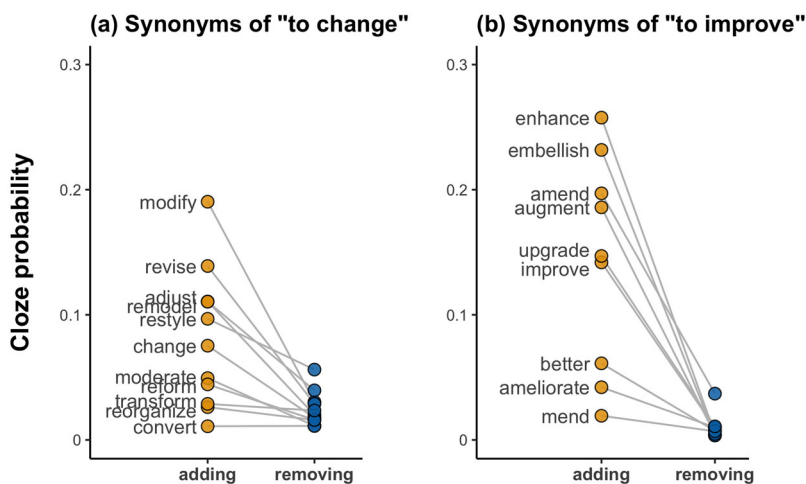 (a) Synonyms of "to change"
Cloze probability
0.3
0.2
0.1
0
modify
revise
adjust
remodel
restyle
change
moderate
reform
transform
reorganize
convert
adding removing
(b) Synonyms of "to improve"
0.3
0.2
0.1
0
enhance
embellish
amend
augment
upgrade
improve
better
ameliorate
mend
adding removing